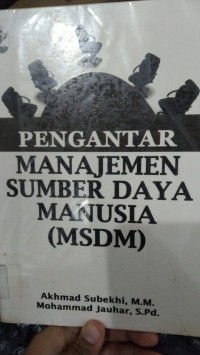 PENGANTAR
MANAJEMEN
SUMBER DAYA
MANUSIA
(MSDM)
Akhmad Subekhi, M.M.
Mohammad Jauhar, S.Pd.